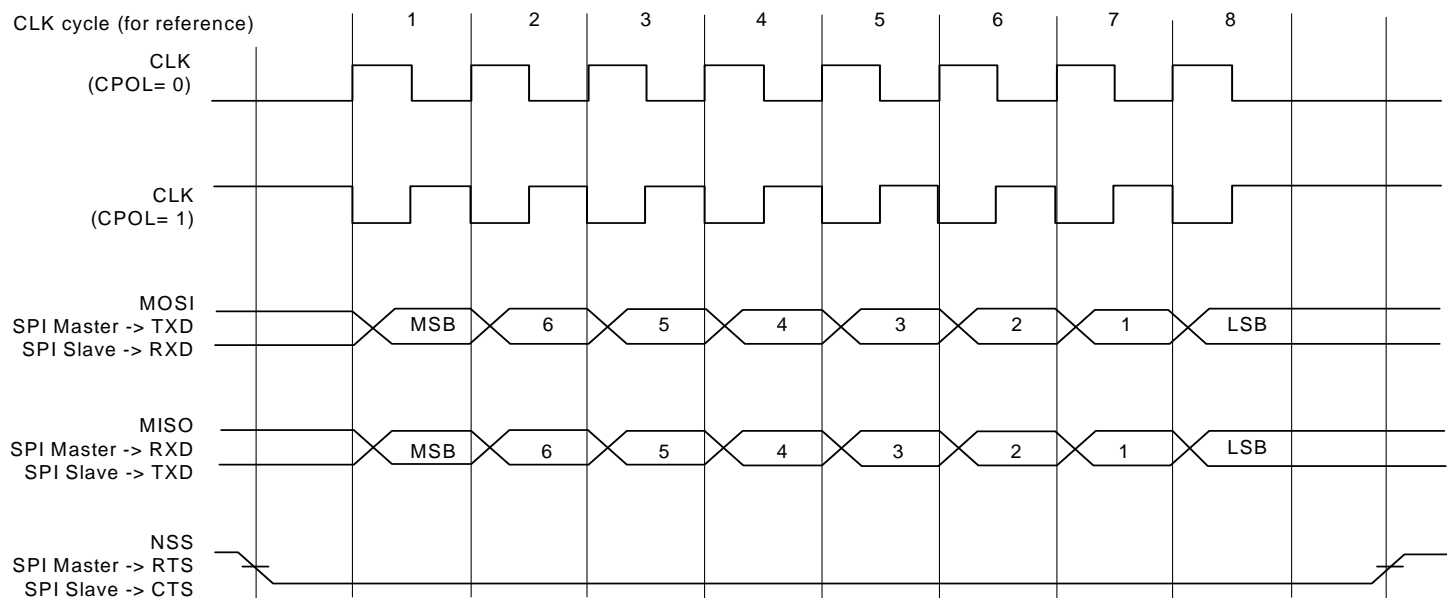 CLK cycle (for reference)
1 2 3 4 5 6 7 8
CLK
(CPOL= 0)
CLK
(CPOL= 1)
MOSI
SPI Master -> TXD
SPI Slave -> RXD
MSB 6 5 4 3 2 1 LSB
MISO
SPI Master -> RXD
SPI Slave -> TXD
MSB 6 5 4 3 2 1 LSB
NSS
SPI Master -> RTS
SPI Slave -> CTS